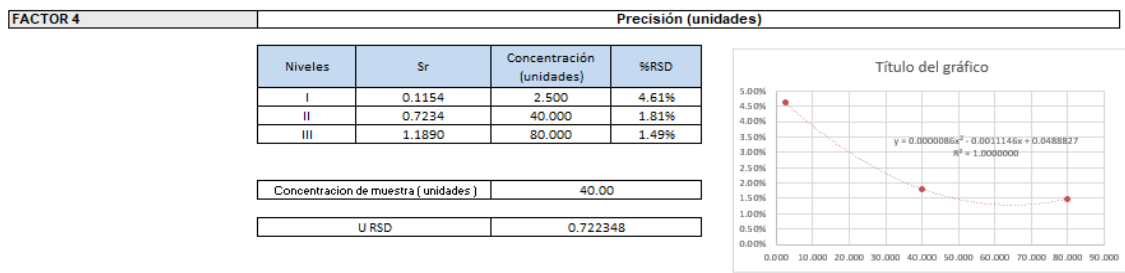 FACTOR 4 Precisión (unidades)
Niveles Sr Concentración (unidades) %RSD
I 0.1154 2.500 4.61%
II 0.7234 40.000 1.81%
III 1.1890 80.000 1.49%
Concentracion de muestra ( unidades ) 40.00
U RSD 0.722348
Título del gráfico
5.00%
4.50%
4.00%
3.50%
3.00%
2.50%
2.00%
1.50%
1.00%
0.50%
0.00%
y = 0.0000086x² - 0.0011146x + 0.0488827
R² = 1.0000000
0.000 10.000 20.000 30.000 40.000 50.000 60.000 70.000 80.000 90.000